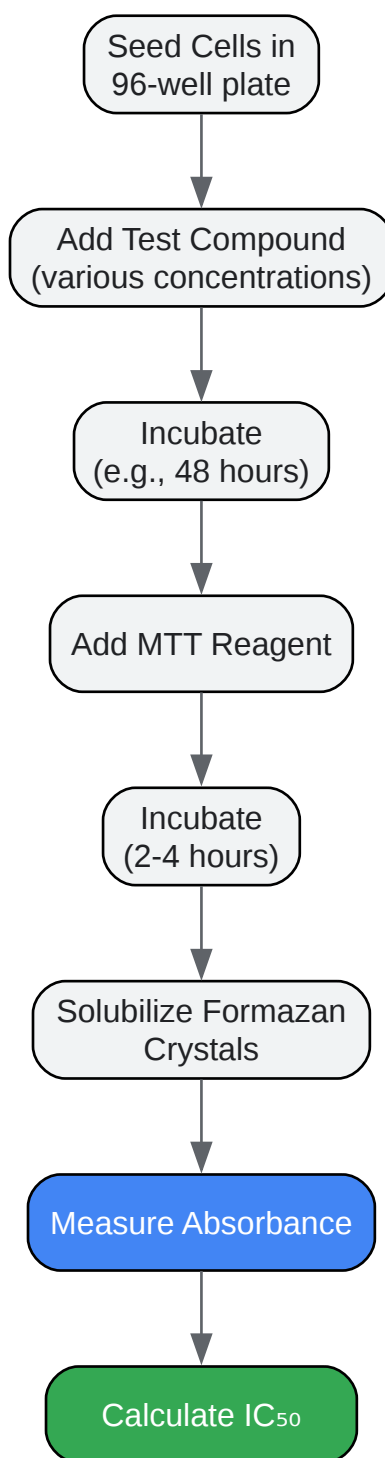 Seed Cells in
96-well plate
Add Test Compound
(various concentrations)
Incubate
(e.g., 48 hours)
Add MTT Reagent
Incubate
(2-4 hours)
Solubilize Formazan
Crystals
Measure Absorbance
Calculate IC₅₀